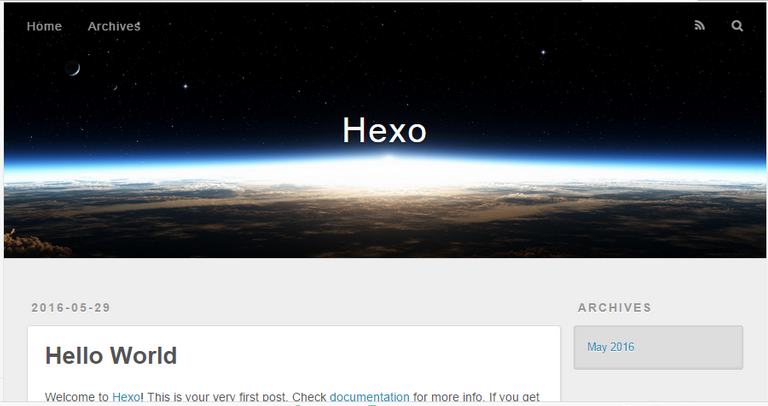 Home Archives
Hexo
2016-05-29
Hello World
Welcome to Hexo! This is your very first post. Check documentation for more info. If you get
ARCHIVES
May 2016